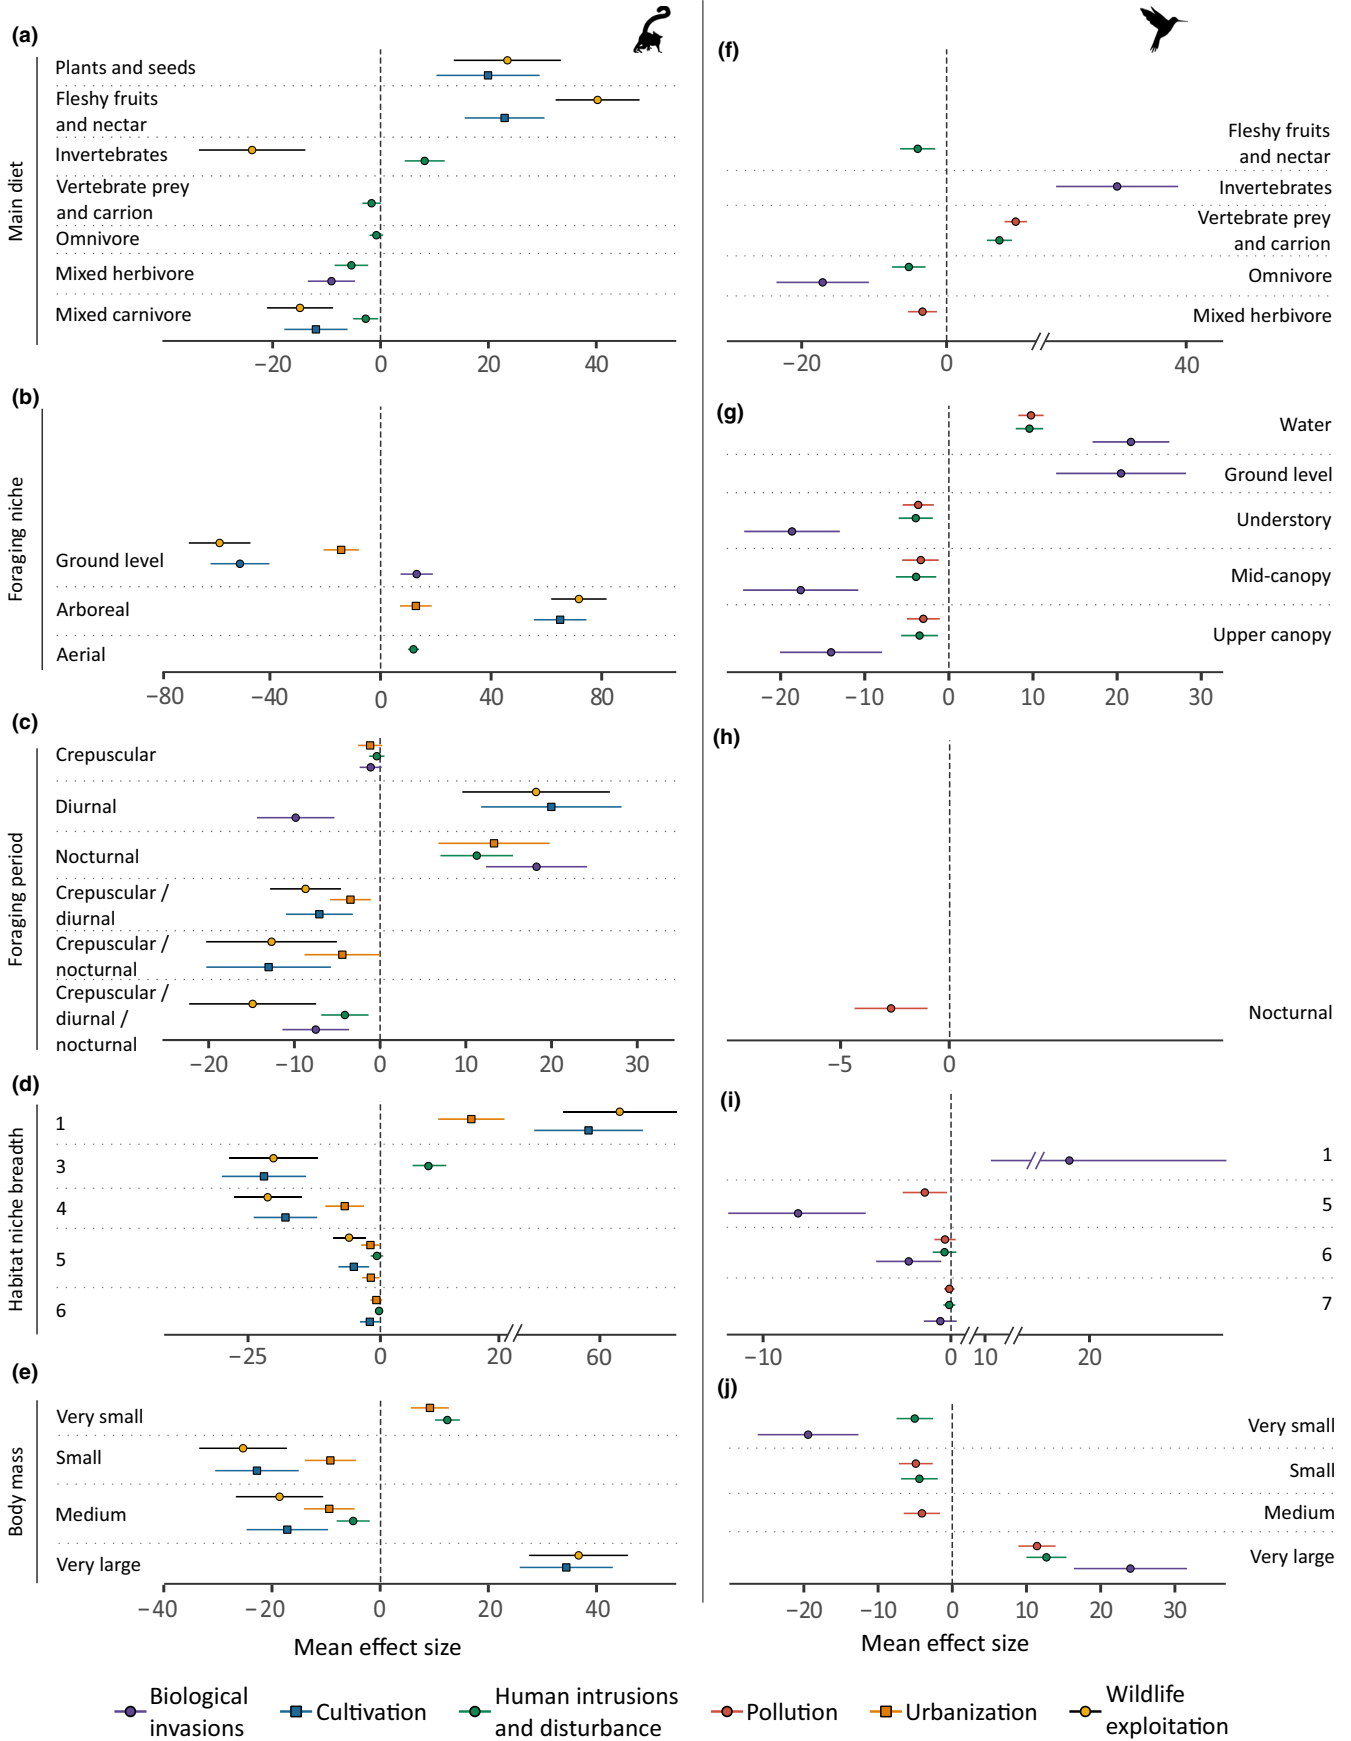 (a)
Main diet
Plants and seeds
Fleshy fruits
and nectar
Invertebrates
Vertebrate prey
and carrion
Omnivore
Mixed herbivore
Mixed carnivore
−20 0 20 40
(f)
Fleshy fruits
and nectar
Invertebrates
Vertebrate prey
and carrion
Omnivore
Mixed herbivore
−20 0 40
(b)
Foraging niche
Ground level
Arboreal
Aerial
−80 −40 0 40 80
(g)
Water
Ground level
Understory
Mid-canopy
Upper canopy
−20 −10 0 10 20 30
(c)
Foraging period
Crepuscular
Diurnal
Nocturnal
Crepuscular /
diurnal
Crepuscular /
nocturnal
Crepuscular /
diurnal /
nocturnal
−20 −10 0 10 20 30
(h)
Nocturnal
−5 0
(d)
Habitat niche breadth
1
3
4
5
6
−25 0 20 60
(i)
1
5
6
7
−10 0 10 20
(e)
Body mass
Very small
Small
Medium
Very large
−40 −20 0 20 40
Mean effect size
(j)
Very small
Small
Medium
Very large
−20 −10 0 10 20 30
Mean effect size
Biological
invasions
Cultivation
Human intrusions
and disturbance
Pollution
Urbanization
Wildlife
exploitation